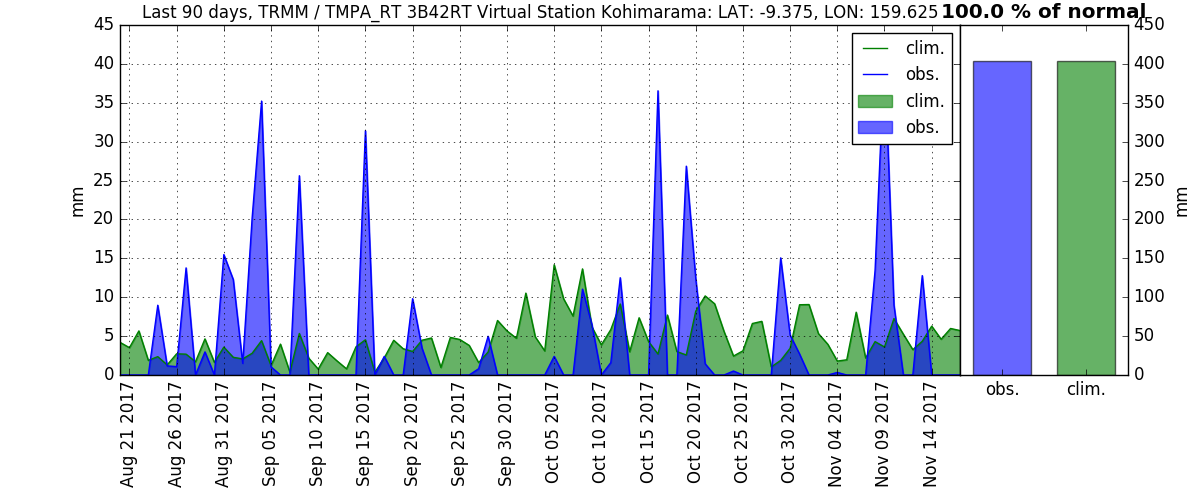 Last 90 days, TRMM / TMPA_RT 3B42RT Virtual Station Kohimarama: LAT: -9.375, LON: 159.625
100.0 % of normal
45
40
35
30
25
20
15
10
5
0
mm
clim.
obs.
clim.
obs.
450
400
350
300
250
200
150
100
50
0
mm
obs.
clim.
Aug 21 2017
Aug 26 2017
Aug 31 2017
Sep 05 2017
Sep 10 2017
Sep 15 2017
Sep 20 2017
Sep 25 2017
Sep 30 2017
Oct 05 2017
Oct 10 2017
Oct 15 2017
Oct 20 2017
Oct 25 2017
Oct 30 2017
Nov 04 2017
Nov 09 2017
Nov 14 2017